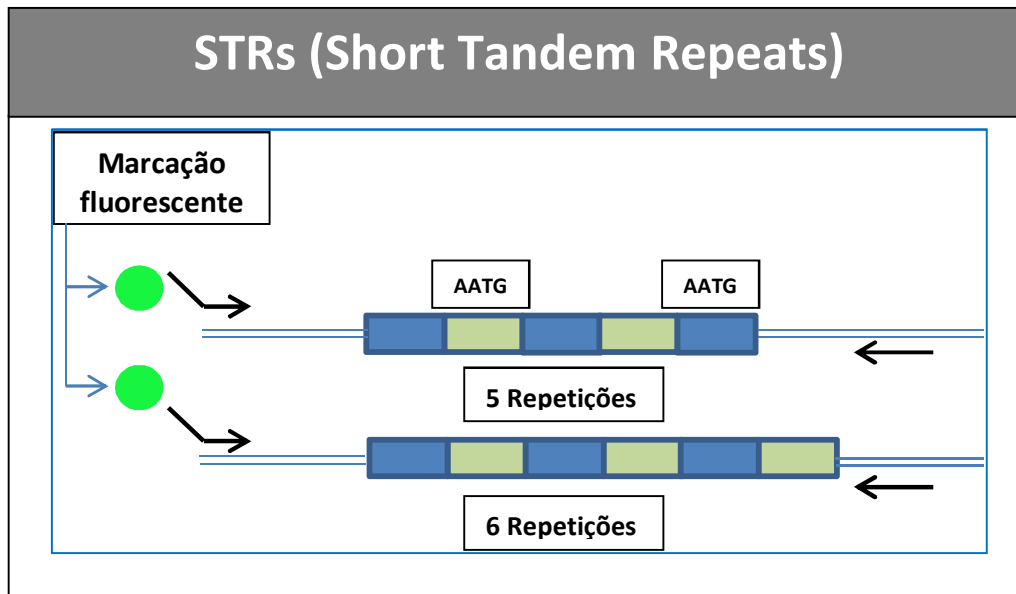 STRs (Short Tandem Repeats)
Marcação
fluorescente
AATG
AATG
5 Repetições
6 Repetições